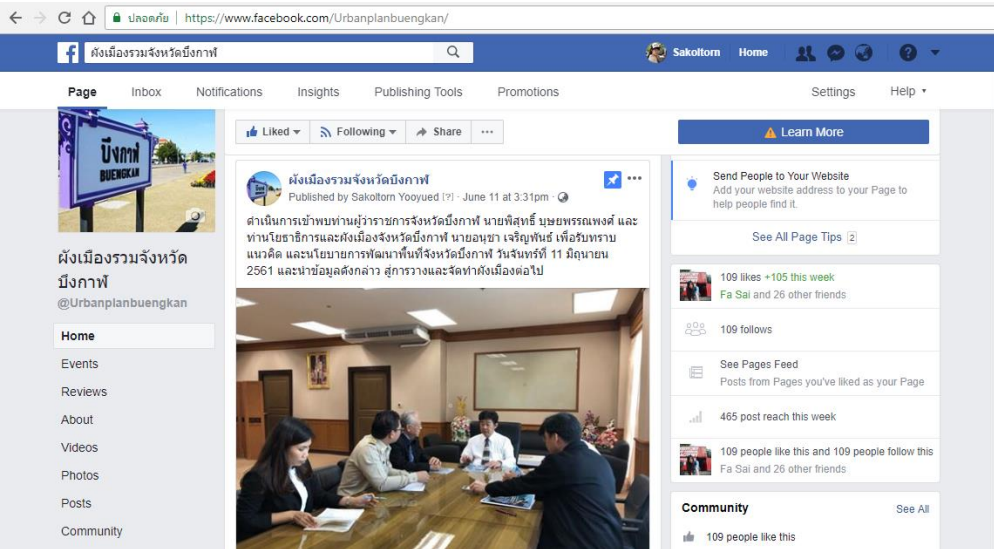 ปลอดภัย | https://www.facebook.com/Urbanplanbuengkan/
ผังเมืองรวมจังหวัดบึงกาฬ
Sakoltorn Home
Page Inbox Notifications Insights Publishing Tools Promotions Settings Help
บึงกาฬ
BUENGKAN
ผังเมืองรวมจังหวัด
บึงกาฬ
@Urbanplanbuengkan
Home
Events
Reviews
About
Videos
Photos
Posts
Community
Liked Following Share ...
ผังเมืองรวมจังหวัดบึงกาฬ
Published by Sakoltorn Yooyued [?] · June 11 at 3:31pm ·
ดำเนินการเข้าพบท่านผู้ว่าราชการจังหวัดบึงกาฬ นายพิสุทธิ์ บุษยพรรณพงศ์ และ
ท่านโยธาธิการและผังเมืองจังหวัดบึงกาฬ นายอนุชา เจริญพันธ์ เพื่อรับทราบ
แนวคิด และนโยบายการพัฒนาพื้นที่จังหวัดบึงกาฬ วันจันทร์ที่ 11 มิถุนายน
2561 และนำข้อมูลดังกล่าว สู่การวางและจัดทำผังเมืองต่อไป
Learn More
Send People to Your Website
Add your website address to your Page to
help people find it.
See All Page Tips 2
109 likes +105 this week
Fa Sai and 26 other friends
109 follows
See Pages Feed
Posts from Pages you've liked as your Page
465 post reach this week
109 people like this and 109 people follow this
Fa Sai and 26 other friends
Community See All
109 people like this